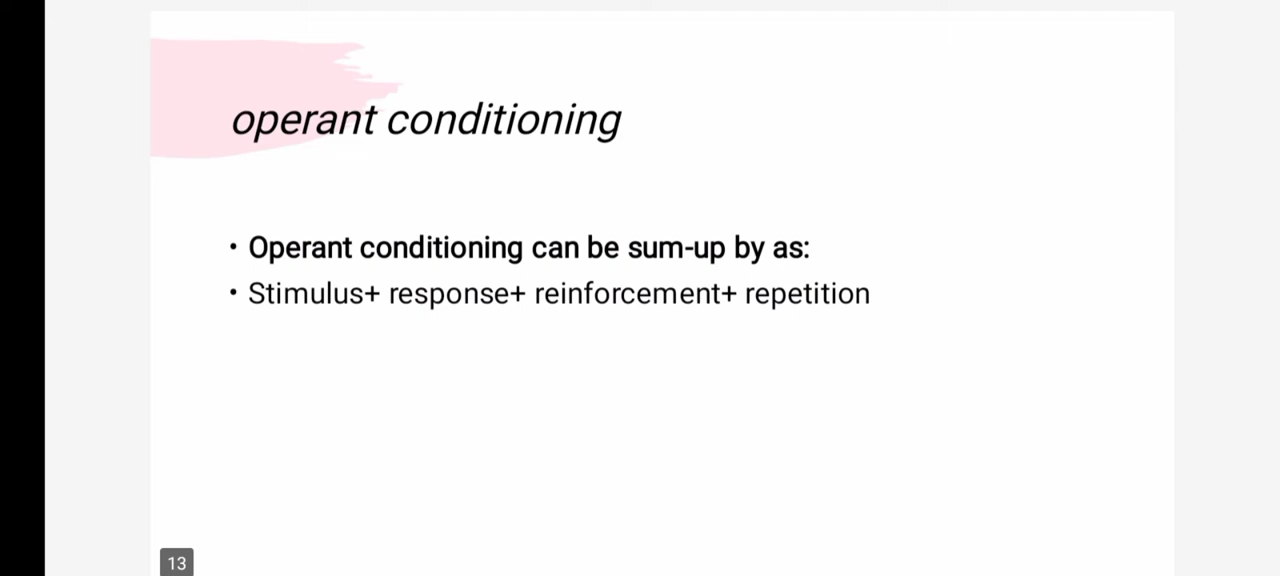 operant conditioning
• Operant conditioning can be sum-up by as:
• Stimulus+ response+ reinforcement+ repetition
13